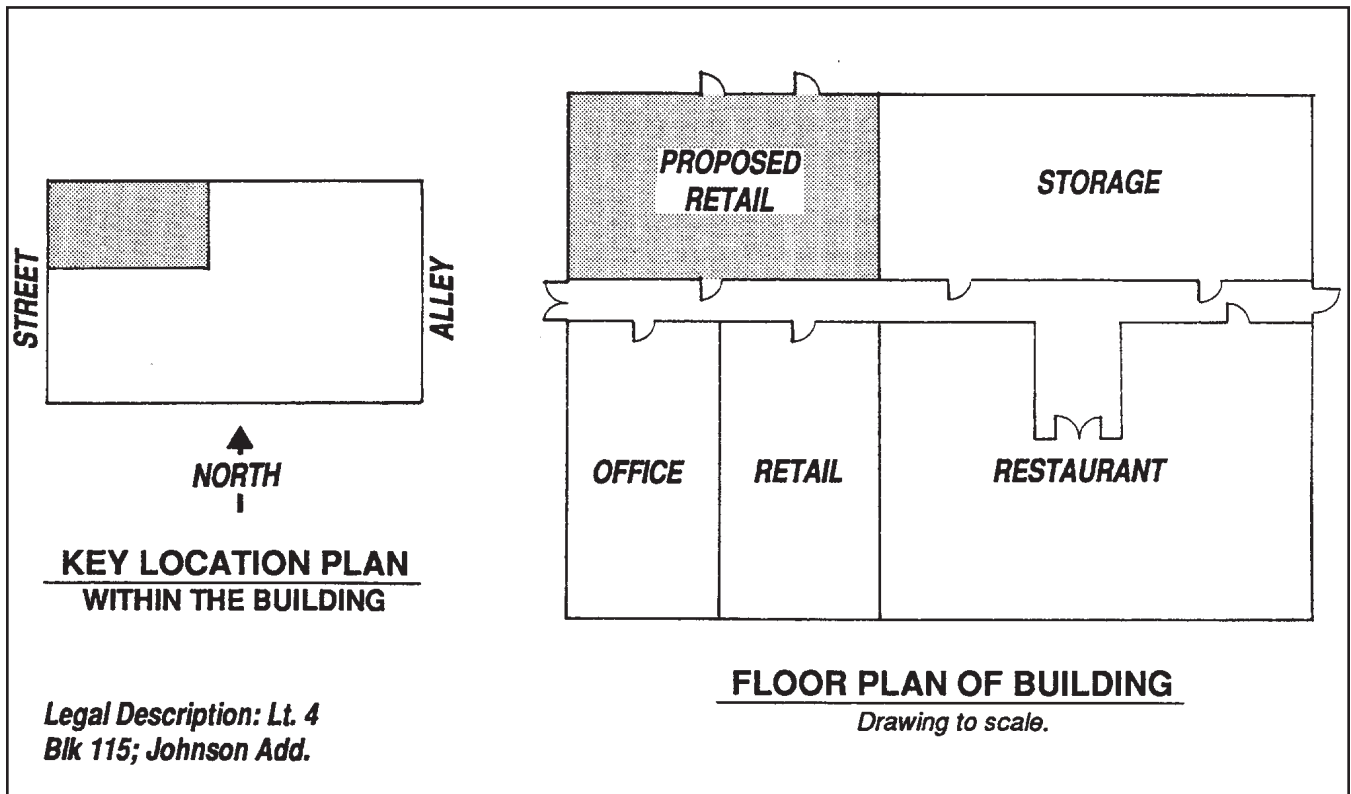 STREET
ALLEY
NORTH
KEY LOCATION PLAN
WITHIN THE BUILDING
Legal Description: Lt. 4
Blk 115; Johnson Add.
PROPOSED
RETAIL
STORAGE
OFFICE
RETAIL
RESTAURANT
FLOOR PLAN OF BUILDING
Drawing to scale.